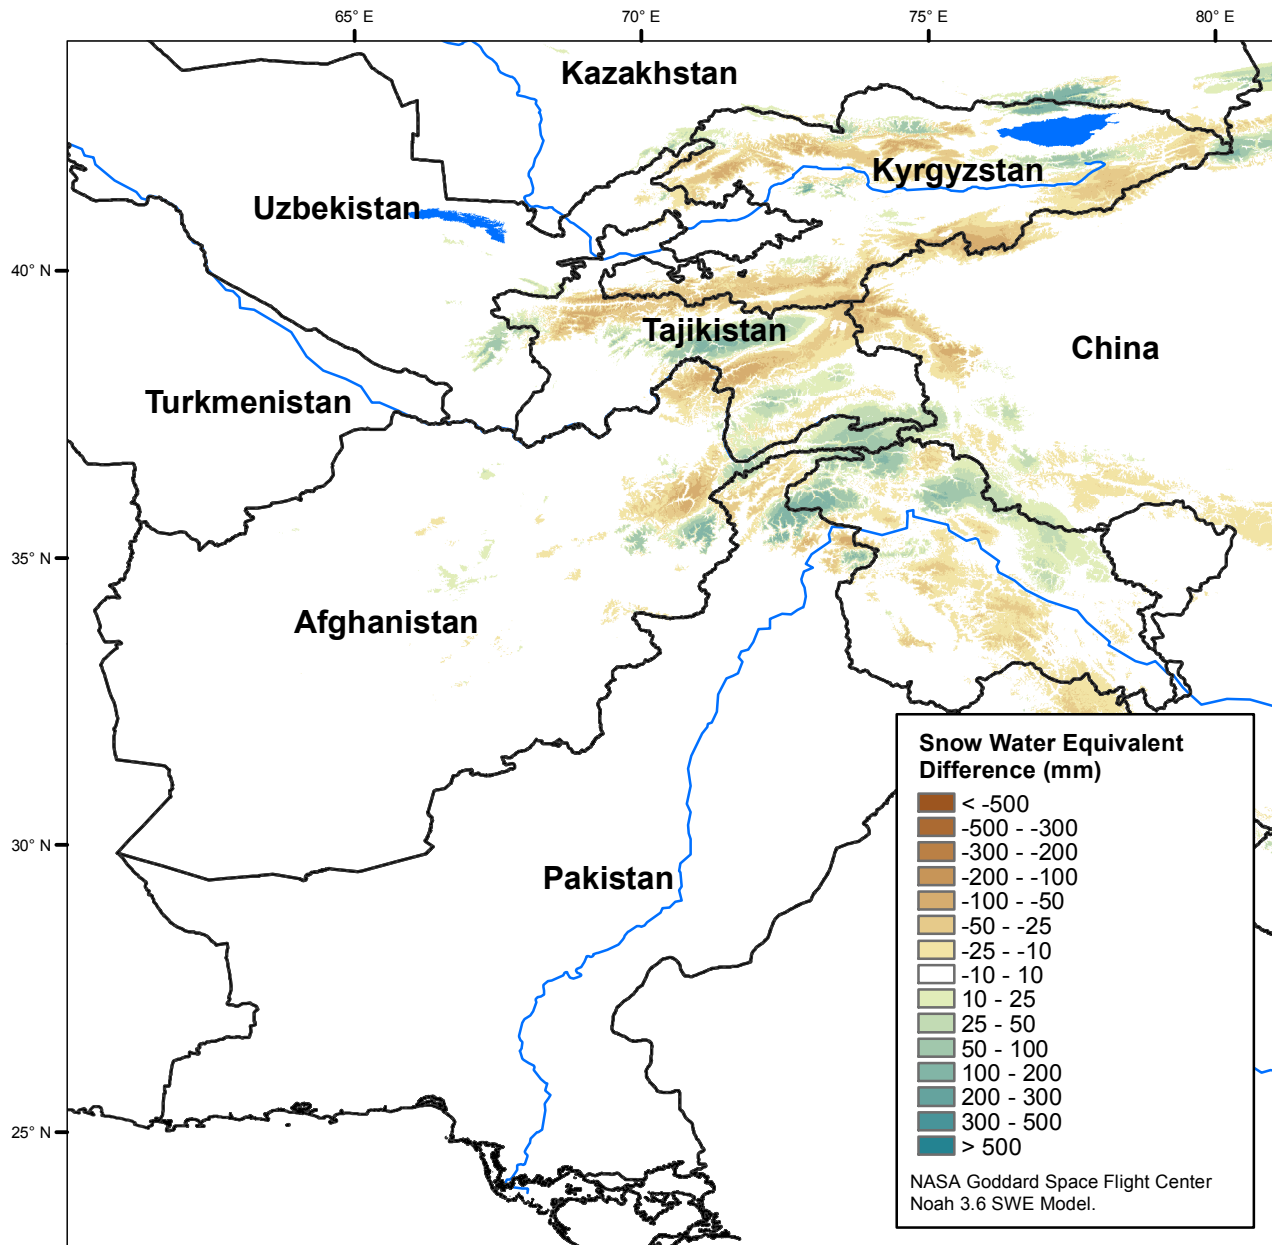 65° E
70° E
75° E
80° E
Kazakhstan
Kyrgyzstan
Uzbekistan
40° N
Tajikistan
China
Turkmenistan
35° N
Afghanistan
Snow Water Equivalent
Difference (mm)
< -500
-500 - -300
-300 - -200
-200 - -100
-100 - -50
-50 - -25
-25 - -10
-10 - 10
10 - 25
25 - 50
50 - 100
100 - 200
200 - 300
300 - 500
> 500
NASA Goddard Space Flight Center
Noah 3.6 SWE Model.
30° N
Pakistan
25° N